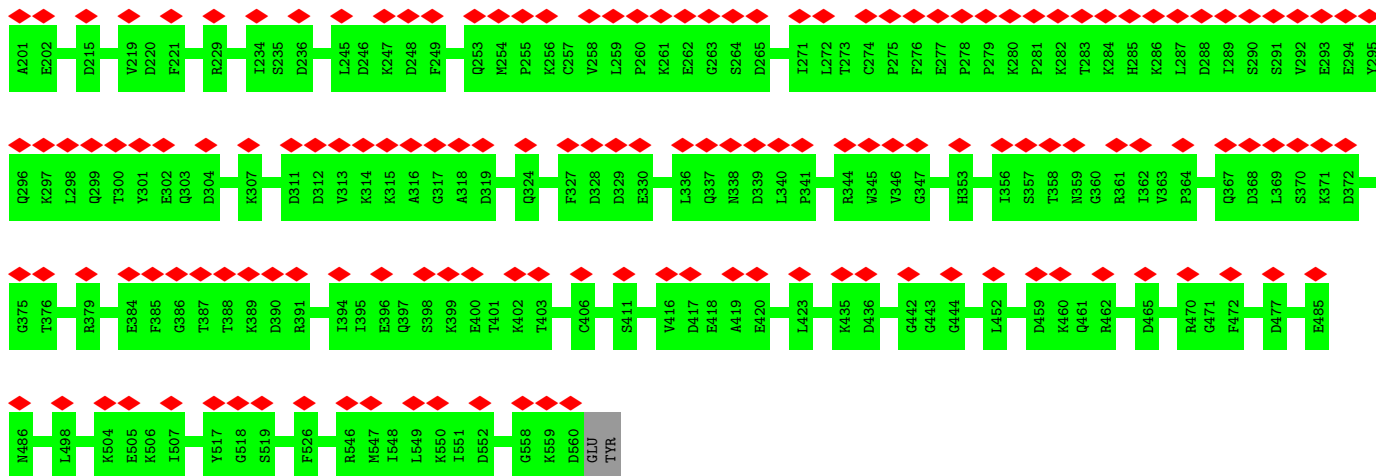 A201 E202 D215 V219 D220 F221 R229 I234 S235 D236 L245 D246 K247 D248 F249 Q253 M254 P255 K256 C257 V258 L259 P260 K261 E262 G263 S264 D265 I271 L272 T273 C274 P275 F276 E277 P278 P279 K280 P281 K282 T283 K284 H285 K286 L287 D288 I289 S290 S291 V292 E293 E294 Y295
Q296 K297 L298 Q299 T300 Y301 E302 Q303 D304 K307 D311 D312 V313 K314 K315 A316 G317 A318 D319 Q324 F327 D328 D329 E330 L336 Q337 N338 D339 L340 P341 R344 W345 V346 G347 H353 I356 S357 T358 N359 G360 R361 I362 V363 P364 Q367 D368 L369 S370 K371 D372
G375 T376 R379 E384 F385 G386 T387 T388 K389 D390 R391 I394 I395 E396 Q397 S398 K399 E400 T401 K402 T403 C406 S411 V416 D417 E418 A419 E420 L423 K435 D436 G442 G443 G444 L452 D459 K460 Q461 R462 D465 R470 G471 F472 D477 E485
N486 L498 K504 E505 K506 I507 Y517 G518 S519 F526 R546 M547 I548 L549 K550 I551 D552 G558 K559 D560 GLU TYR